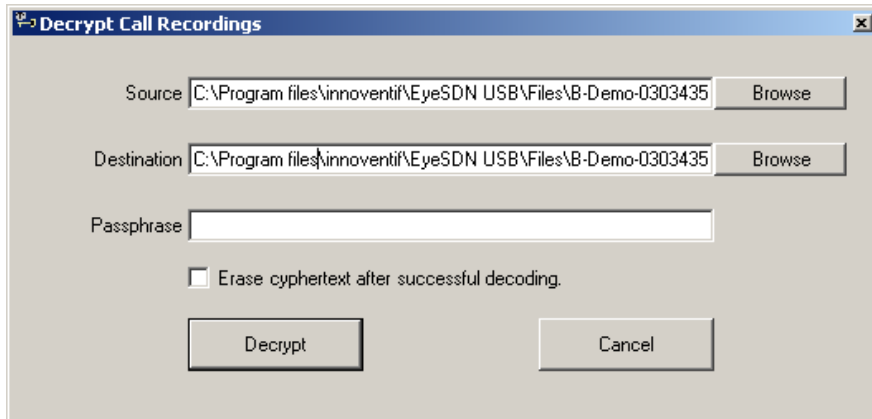 Decrypt Call Recordings
Source C:\Program files\innoventif\EyeSDN USB\Files\B-Demo-0303435 Browse
Destination C:\Program files\innoventif\EyeSDN USB\Files\B-Demo-0303435 Browse
Passphrase
Erase cyphertext after successful decoding.
Decrypt Cancel